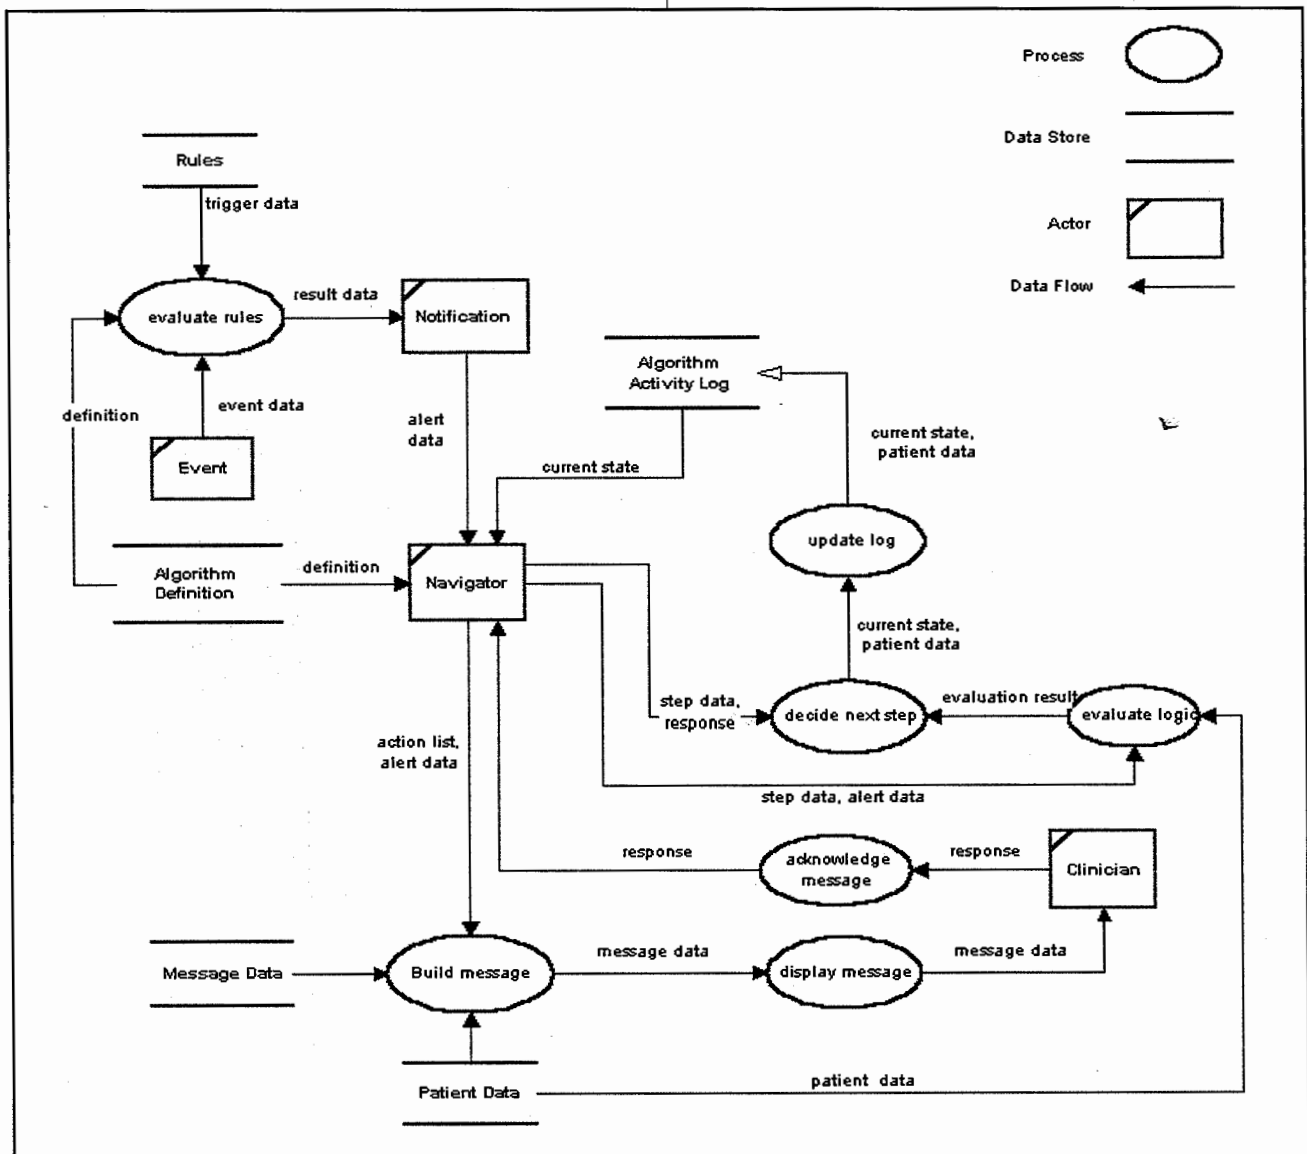 Process
Data Store
Actor
Data Flow
Rules
trigger data
evaluate rules
result data
Notification
definition
event data
Event
alert
data
Algorithm
Activity Log
current state
current state,
patient data
update log
Algorithm
Definition
definition
Navigator
current state,
patient data
step data,
response
decide next step
evaluation result
evaluate logic
action list,
alert data
step data, alert data
response
acknowledge
message
response
Clinician
Message Data
Build message
message data
display message
message data
Patient Data
patient data